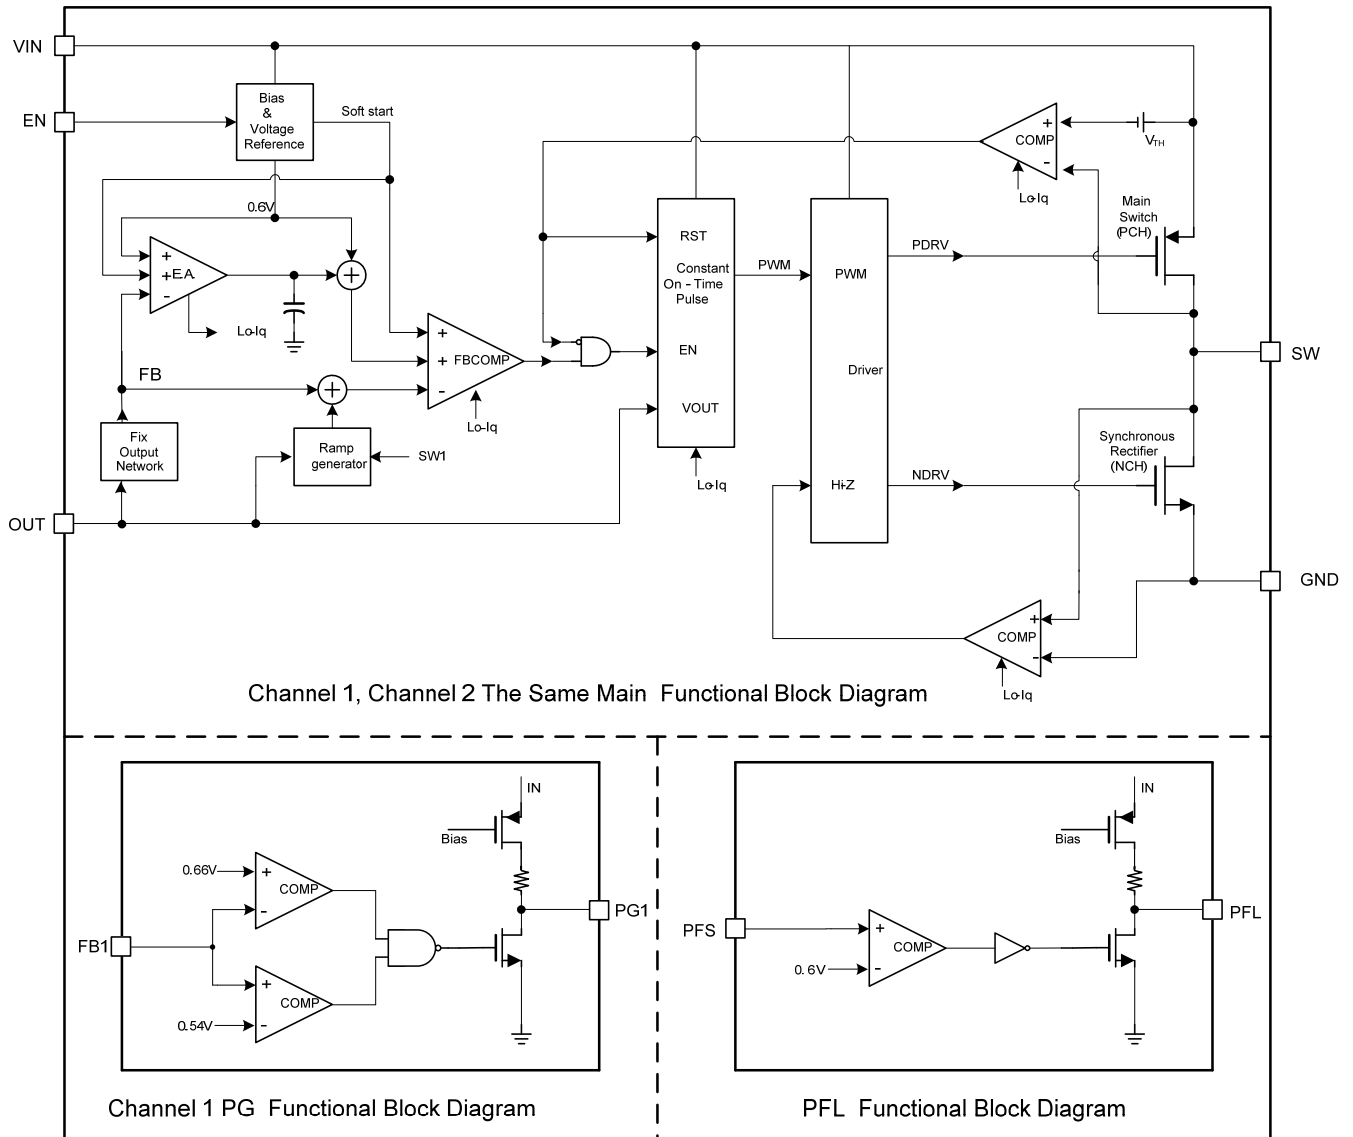 VIN
EN
Bias
&
Voltage
Reference
Soft start
0.6V
+
+
E.A.
-
Lo-Iq
FB
Fix
Output
Network
OUT
+
+
Ramp
generator
SW1
+
+
-
FBCOMP
Lo-Iq
RST
Constant
On - Time
Pulse
EN
VOUT
Lo-Iq
PWM
PWM
Driver
Hi-Z
PDRV
NDRV
+
COMP
-
Lo-Iq
VTH
Main
Switch
(PCH)
SW
Synchronous
Rectifier
(NCH)
GND
+
COMP
-
Lo-Iq
Channel 1, Channel 2 The Same Main Functional Block Diagram
IN
Bias
0.66V
+
COMP
-
FB1
+
COMP
-
0.54V
PG1
Channel 1 PG Functional Block Diagram
IN
Bias
PFS
+
COMP
-
0.6V
PFL
PFL Functional Block Diagram